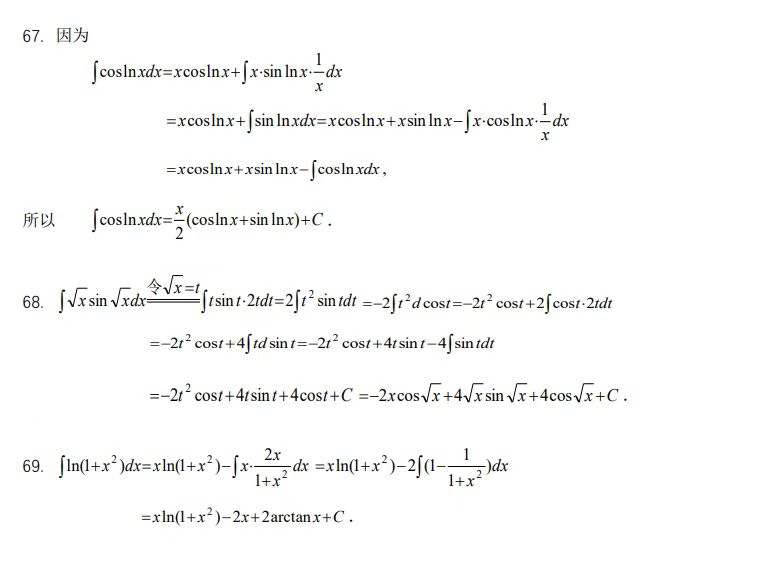 67. 因为
∫coslnxdx=xcoslnx+∫x·sinlnx·1/x dx
=xcoslnx+∫sinlnxdx=xcoslnx+xsinlnx−∫x·coslnx·1/x dx
=xcoslnx+xsinlnx−∫coslnxdx,
所以 ∫coslnxdx=x/2(coslnx+sinlnx)+C.
68. ∫√x sin√x dx 令√x=t ∫tsint·2tdt=2∫t²sintdt=−2∫t²dcost=−2t²cost+2∫cost·2tdt
=−2t²cost+4∫tdsint=−2t²cost+4tsint−4∫sintdt
=−2t²cost+4tsint+4cost+C=−2xcos√x+4√x sin√x+4cos√x+C.
69. ∫ln(1+x²)dx=xln(1+x²)−∫x·2x/(1+x²) dx=xln(1+x²)−2∫(1−1/(1+x²))dx
=xln(1+x²)−2x+2arctanx+C.